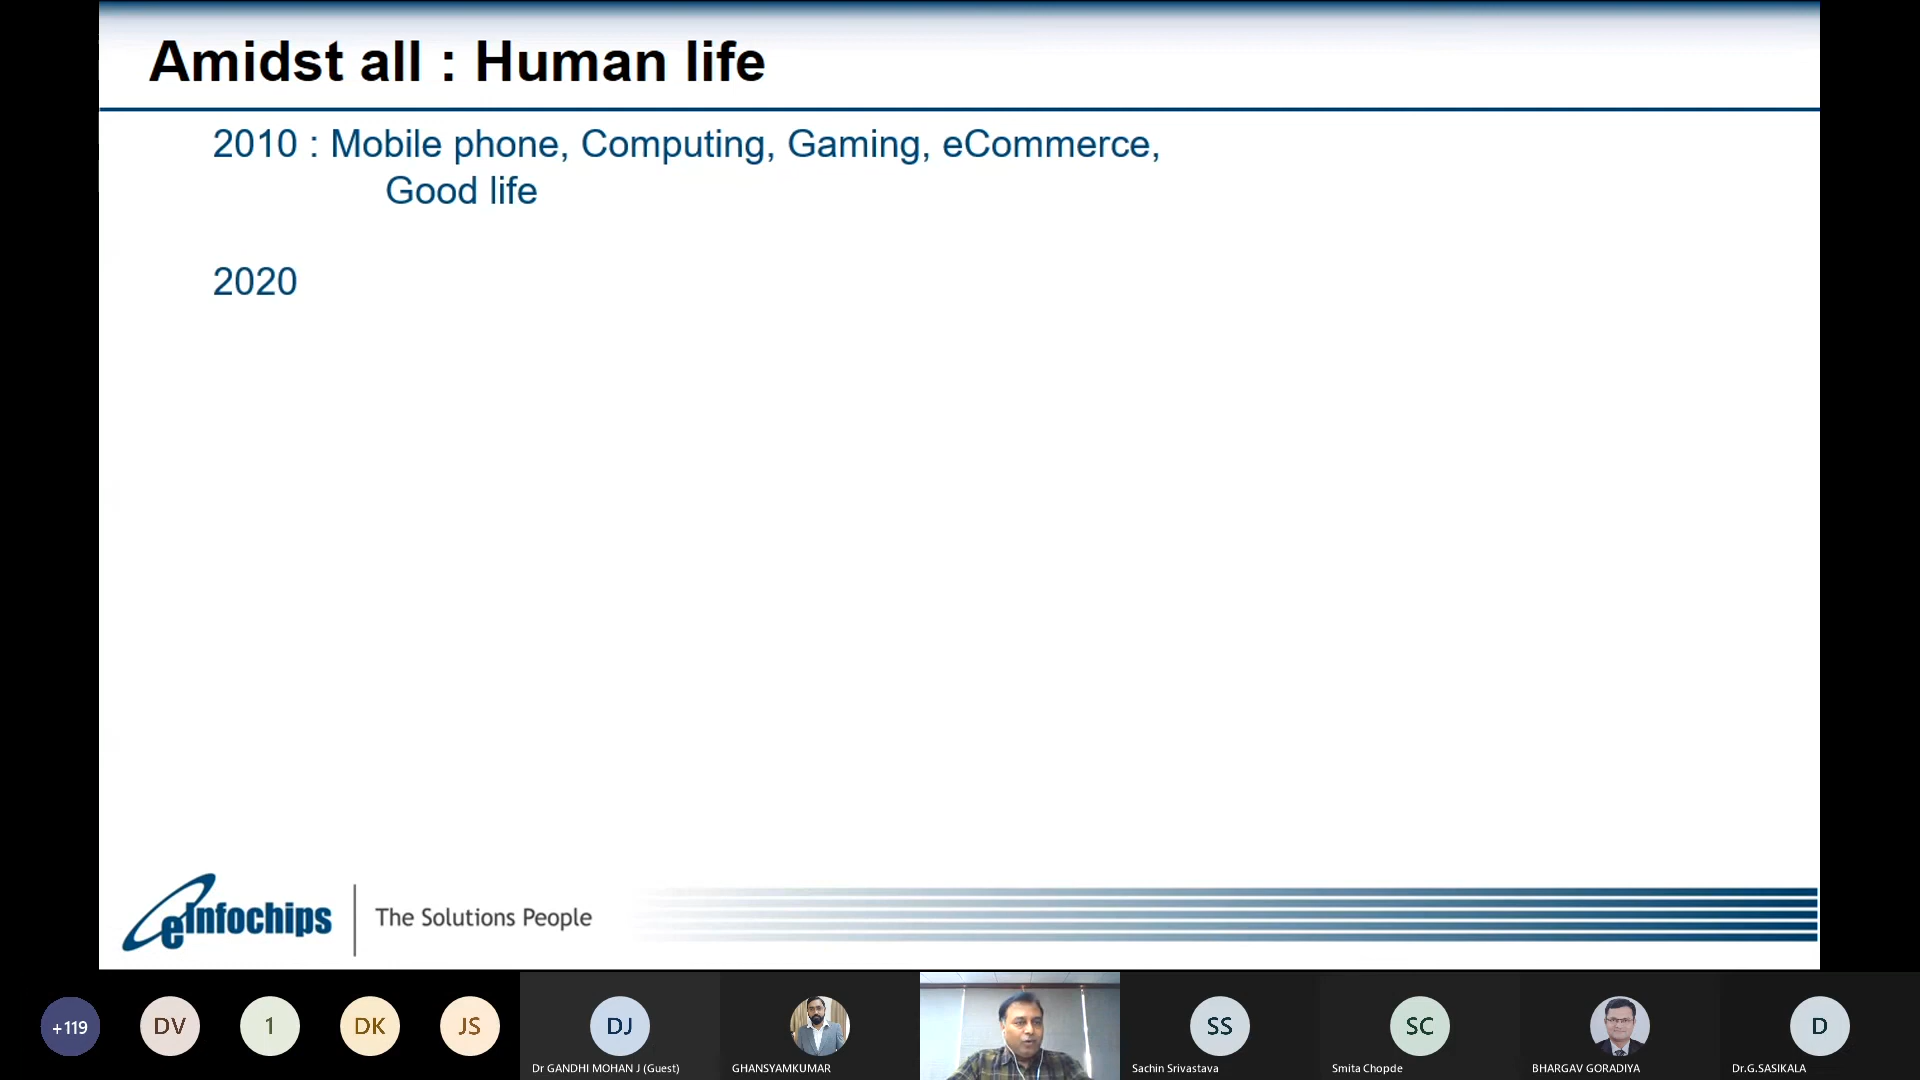 Amidst all : Human life
2010 : Mobile phone, Computing, Gaming, eCommerce,
Good life
2020
eInfochips
The Solutions People
+119
DV
1
DK
JS
DJ
SS
SC
D
Dr GANDHI MOHAN J (Guest)
GHANSYAMKUMAR
Sachin Srivastava
Smita Chopde
BHARGAV GORADIYA
Dr.G.SASIKALA